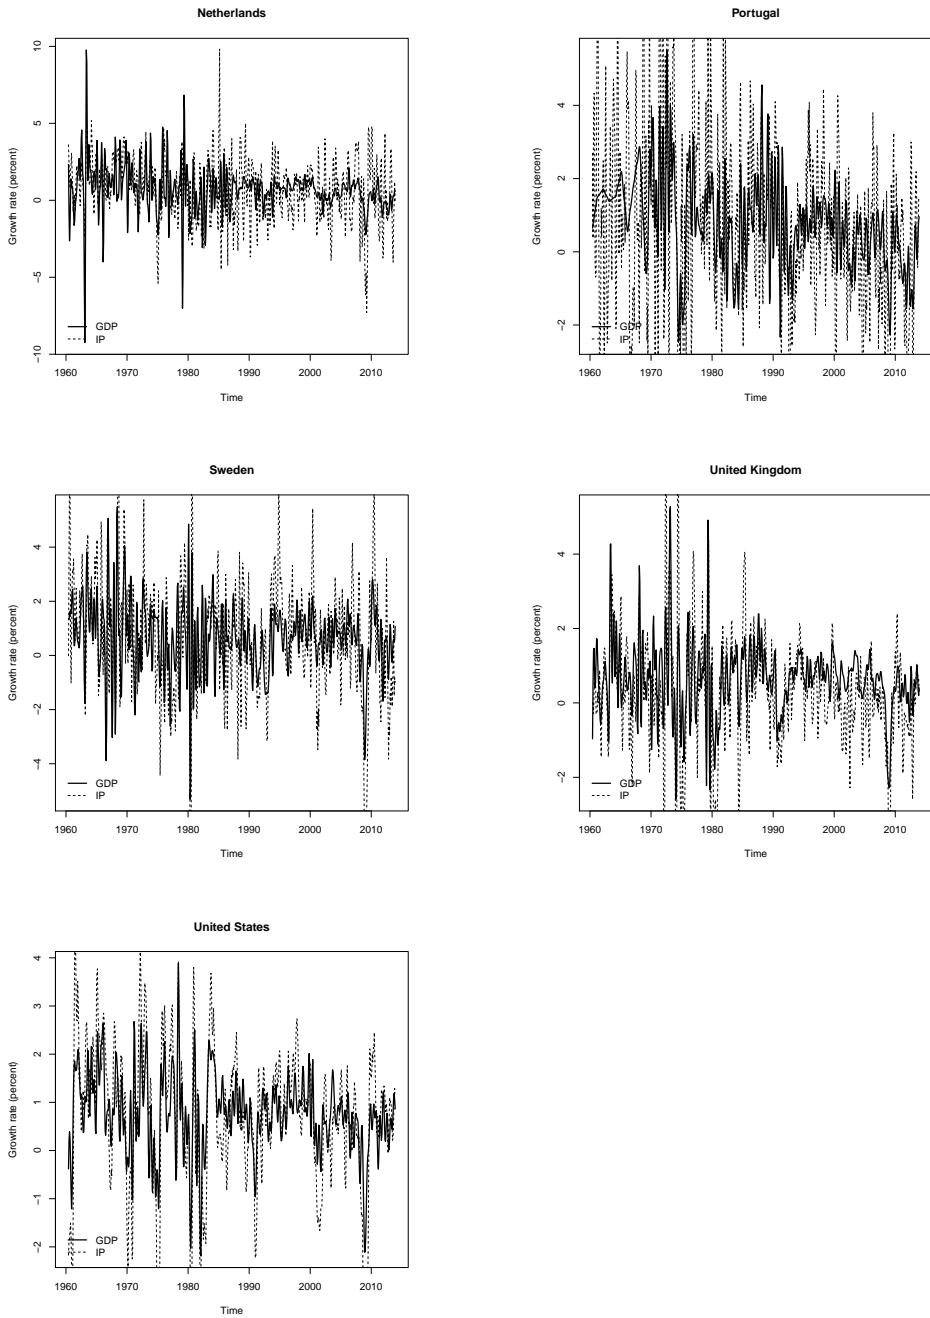 Netherlands
Growth rate (percent)
10
5
0
−5
−10
GDP
IP
1960 1970 1980 1990 2000 2010
Time
Portugal
Growth rate (percent)
4
2
0
−2
GDP
IP
1960 1970 1980 1990 2000 2010
Time
Sweden
Growth rate (percent)
4
2
0
−2
−4
GDP
IP
1960 1970 1980 1990 2000 2010
Time
United Kingdom
Growth rate (percent)
4
2
0
−2
GDP
IP
1960 1970 1980 1990 2000 2010
Time
United States
Growth rate (percent)
4
3
2
1
0
−1
−2
GDP
IP
1960 1970 1980 1990 2000 2010
Time